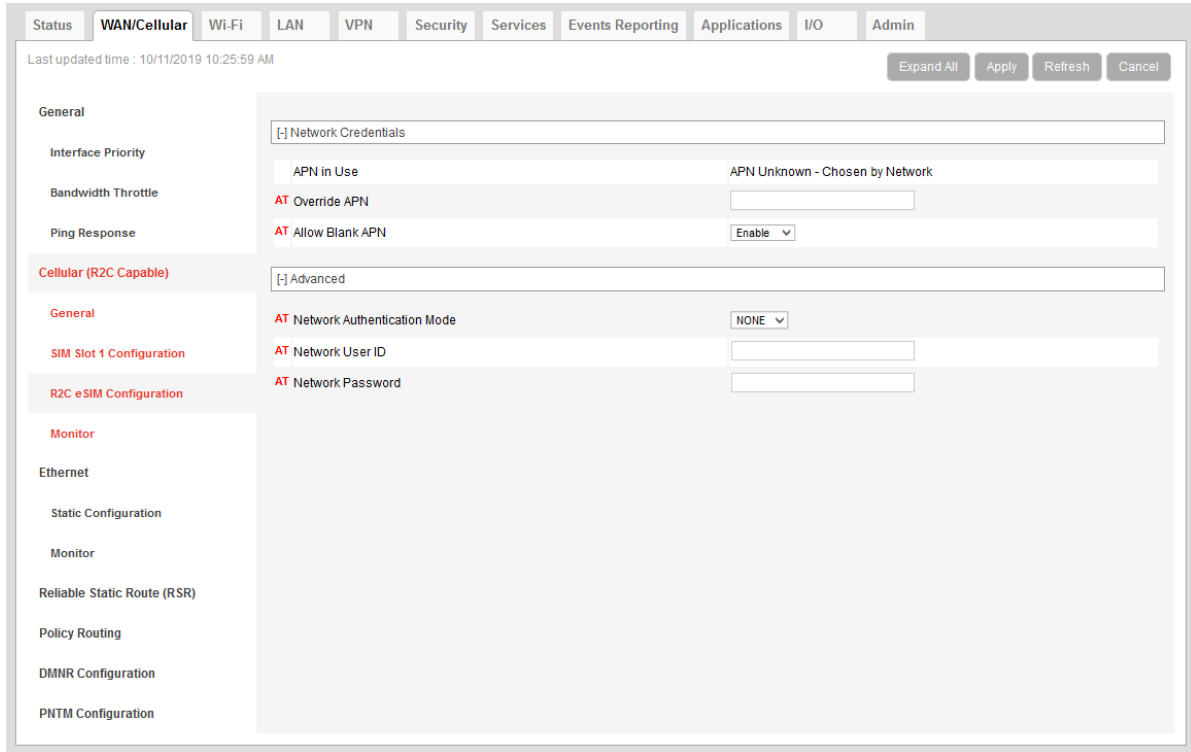 Status WAN/Cellular Wi-Fi LAN VPN Security Services Events Reporting Applications I/O Admin
Last updated time : 10/11/2019 10:25:59 AM
Expand All Apply Refresh Cancel
General
Interface Priority
Bandwidth Throttle
Ping Response
Cellular (R2C Capable)
General
SIM Slot 1 Configuration
R2C eSIM Configuration
Monitor
Ethernet
Static Configuration
Monitor
Reliable Static Route (RSR)
Policy Routing
DMNR Configuration
PNTM Configuration
[-] Network Credentials
APN in Use APN Unknown - Chosen by Network
AT Override APN
AT Allow Blank APN Enable
[-] Advanced
AT Network Authentication Mode NONE
AT Network User ID
AT Network Password